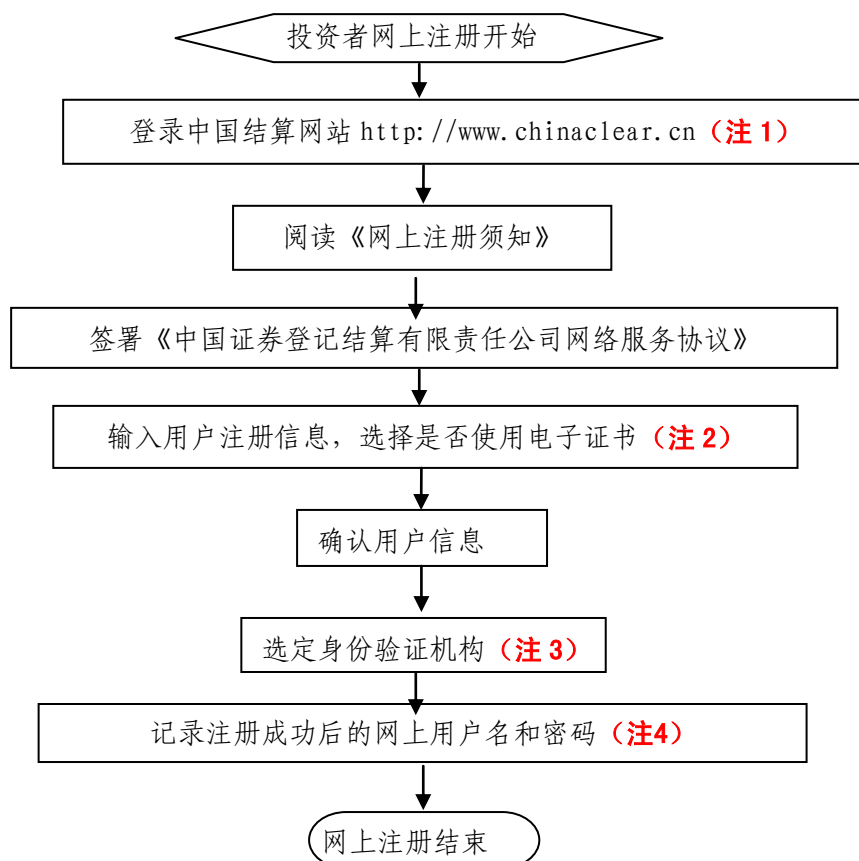 投资者网上注册开始
登录中国结算网站 http://www.chinaclear.cn（注 1）
阅读《网上注册须知》
签署《中国证券登记结算有限责任公司网络服务协议》
输入用户注册信息，选择是否使用电子证书（注 2）
确认用户信息
选定身份验证机构（注 3）
记录注册成功后的网上用户名和密码（注4）
网上注册结束